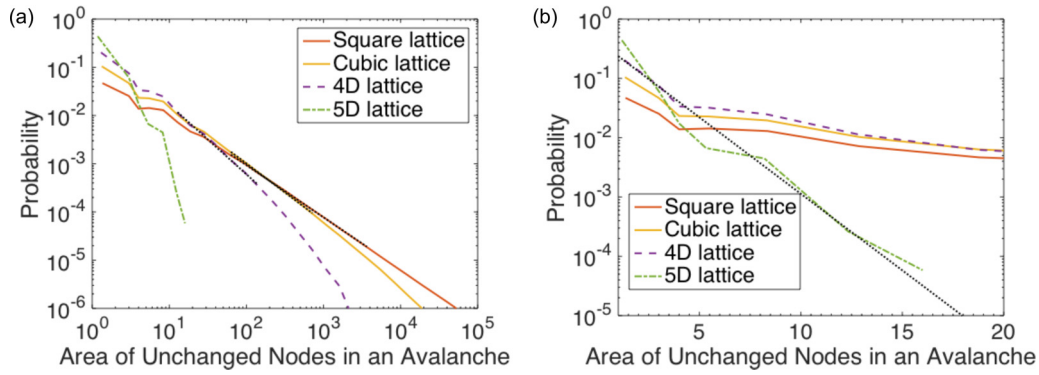 (a)
10^0
10^-1
10^-2
10^-3
10^-4
10^-5
10^-6
Probability
Square lattice
Cubic lattice
4D lattice
5D lattice
10^0 10^1 10^2 10^3 10^4 10^5
Area of Unchanged Nodes in an Avalanche
(b)
10^0
10^-1
10^-2
10^-3
10^-4
10^-5
Probability
Square lattice
Cubic lattice
4D lattice
5D lattice
5 10 15 20
Area of Unchanged Nodes in an Avalanche